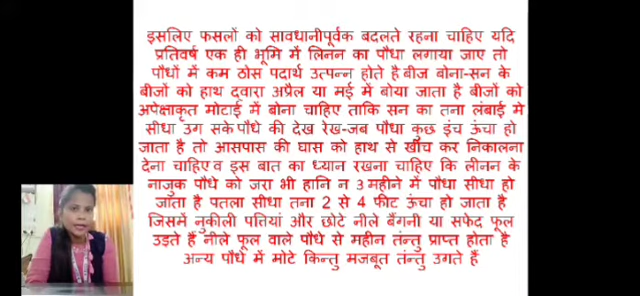 इसलिए फसलों को सावधानीपूर्वक बदलते रहना चाहिए यदि
प्रतिवर्ष एक ही भूमि में लिनन का पौधा लगाया जाए तो
पौधों में कम ठोस पदार्थ उत्पन्न होते है बीज बोना-सन के
बीजों को हाथ द्वारा अप्रैल या मई में बोया जाता है बीजों को
अपेक्षाकृत मोटाई में बोना चाहिए ताकि सन का तना लंबाई मे
सीधा उग सके पौधे की देख रेख-जब पौधा कुछ इंच ऊंचा हो
जाता है तो आसपास की घास को हाथ से खींच कर निकालना
देना चाहिए व इस बात का ध्यान रखना चाहिए कि लीनन के
नाजुक पौधे को जरा भी हानि न 3 महीने में पौधा सीधा हो
जाता है पतला सीधा तना 2 से 4 फीट ऊंचा हो जाता है
जिसमें नुकीली पतियां और छोटे नीले बैंगनी या सफेद फूल
उड़ते हैं नीले फूल वाले पौधे से महीन तंन्तु प्राप्त होता है
अन्य पौधे में मोटे किन्तु मजबूत तंन्तु उगते हैं